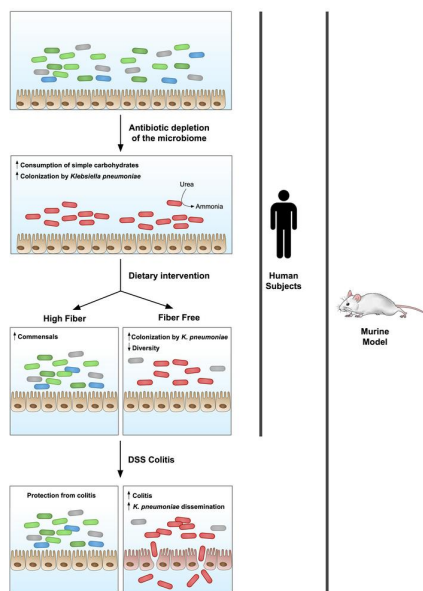 Antibiotic depletion
of the microbiome
Consumption of simple carbohydrates
Colonization by Klebsiella pneumoniae
Urea
Ammonia
Dietary intervention
High Fiber
Fiber Free
Commensals
Colonization by K. pneumoniae
Diversity
DSS Colitis
Protection from colitis
Colitis
K. pneumoniae dissemination
Human
Subjects
Murine
Model